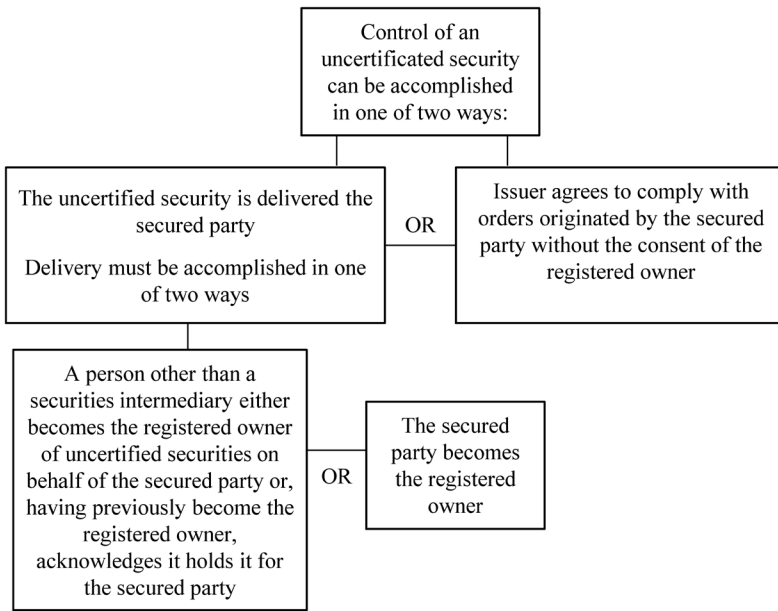 Control of an
uncertificated security
can be accomplished
in one of two ways:
The uncertified security is delivered the
secured party
Delivery must be accomplished in one
of two ways
OR
Issuer agrees to comply with
orders originated by the secured
party without the consent of the
registered owner
A person other than a
securities intermediary either
becomes the registered owner
of uncertified securities on
behalf of the secured party or,
having previously become the
registered owner,
acknowledges it holds it for
the secured party
OR
The secured
party becomes
the registered
owner